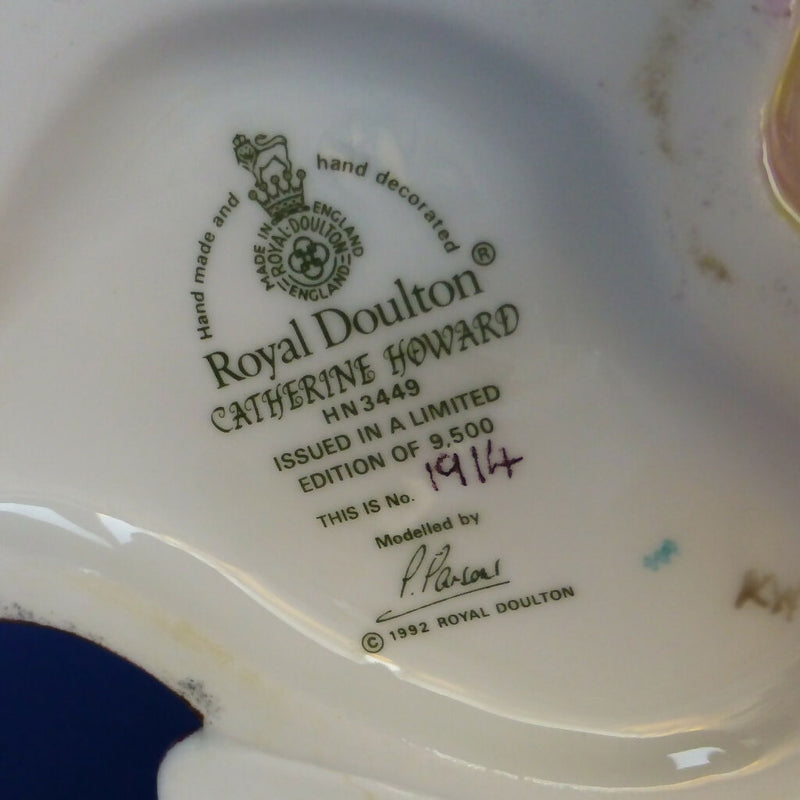 Hand made and hand decorated
MADE IN ENGLAND
ROYAL·DOULTON
ENGLAND
Royal Doulton®
CATHERINE HOWARD
HN3449
ISSUED IN A LIMITED
EDITION OF 9,500
THIS IS No. 1914
Modelled by
P. Parsons
© 1992 ROYAL DOULTON